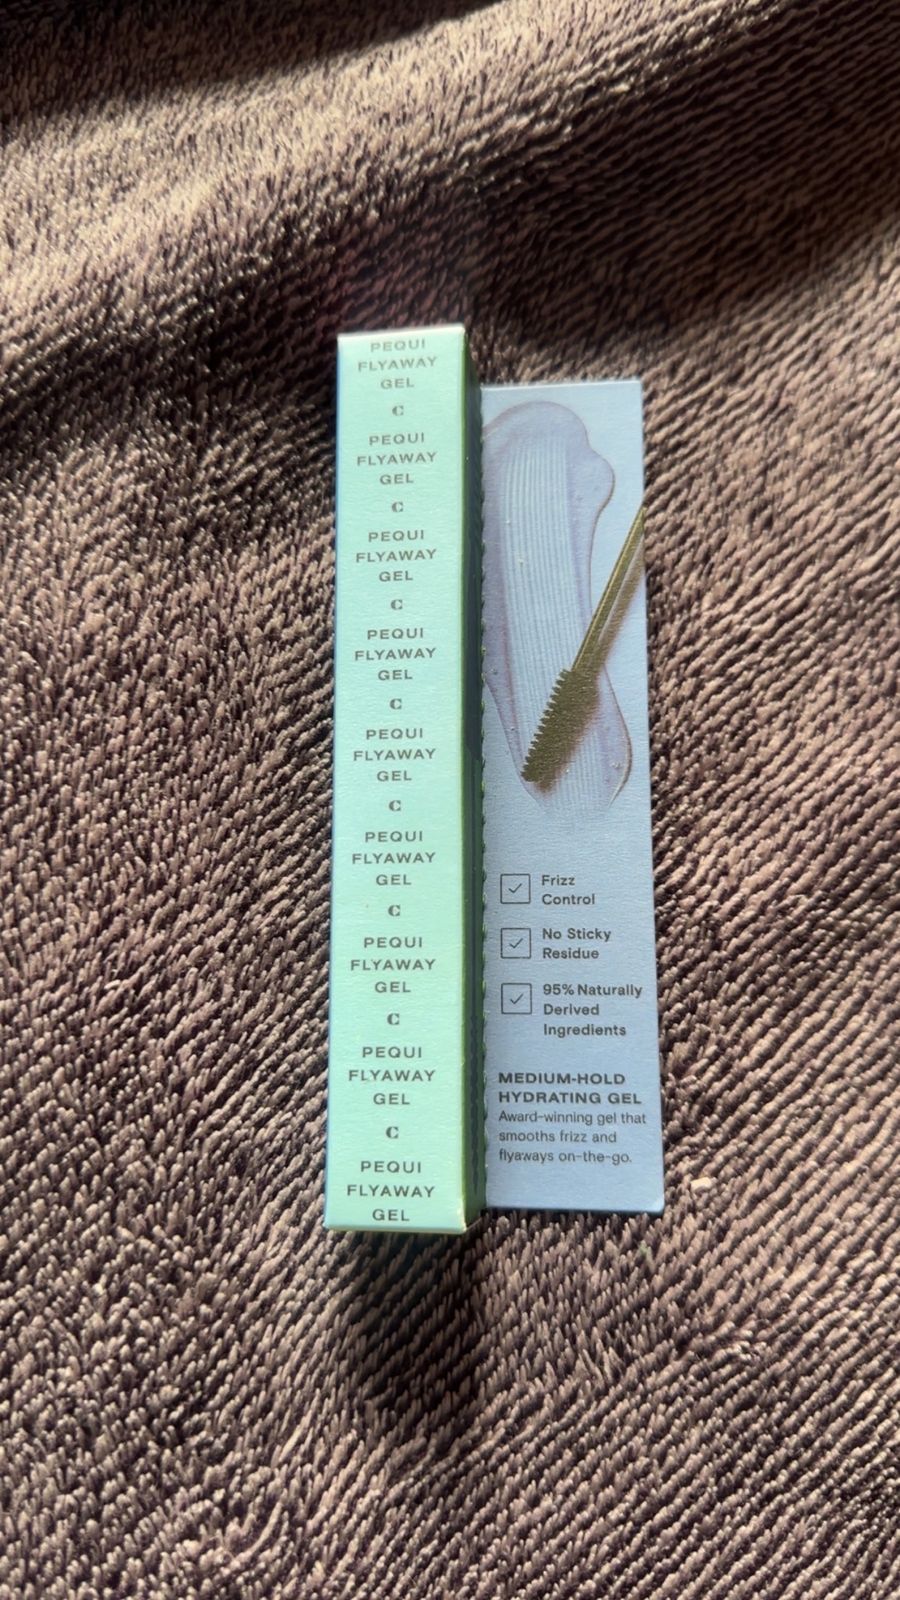 PEQUI
FLYAWAY
GEL
C
PEQUI
FLYAWAY
GEL
C
PEQUI
FLYAWAY
GEL
C
PEQUI
FLYAWAY
GEL
C
PEQUI
FLYAWAY
GEL
C
PEQUI
FLYAWAY
GEL
C
PEQUI
FLYAWAY
GEL
C
PEQUI
FLYAWAY
GEL
C
PEQUI
FLYAWAY
GEL
Frizz
Control
No Sticky
Residue
95% Naturally
Derived
Ingredients
MEDIUM-HOLD
HYDRATING GEL
Award-winning gel that
smooths frizz and
flyaways on-the-go.